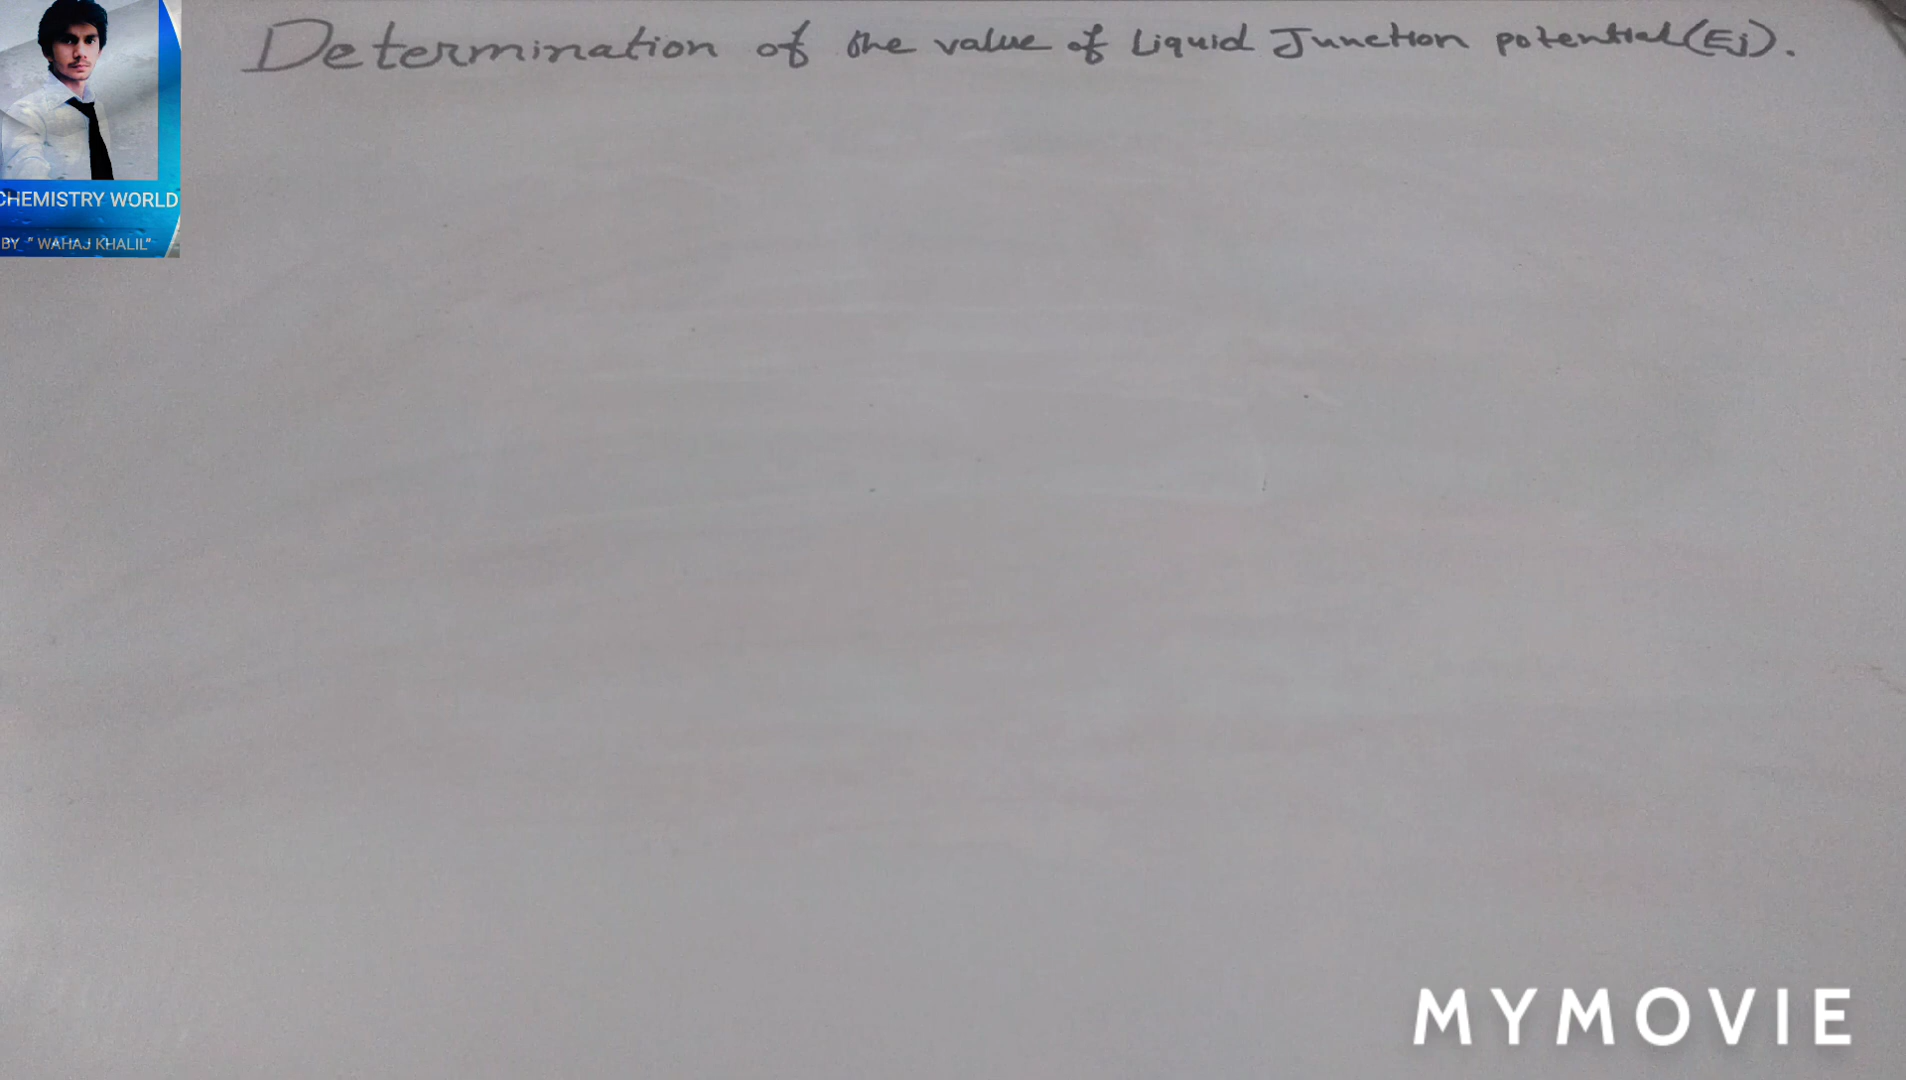 Determination of the value of Liquid Junction potential (Ej).
CHEMISTRY WORLD
BY "WAHAJ KHALIL"
MYMOVIE